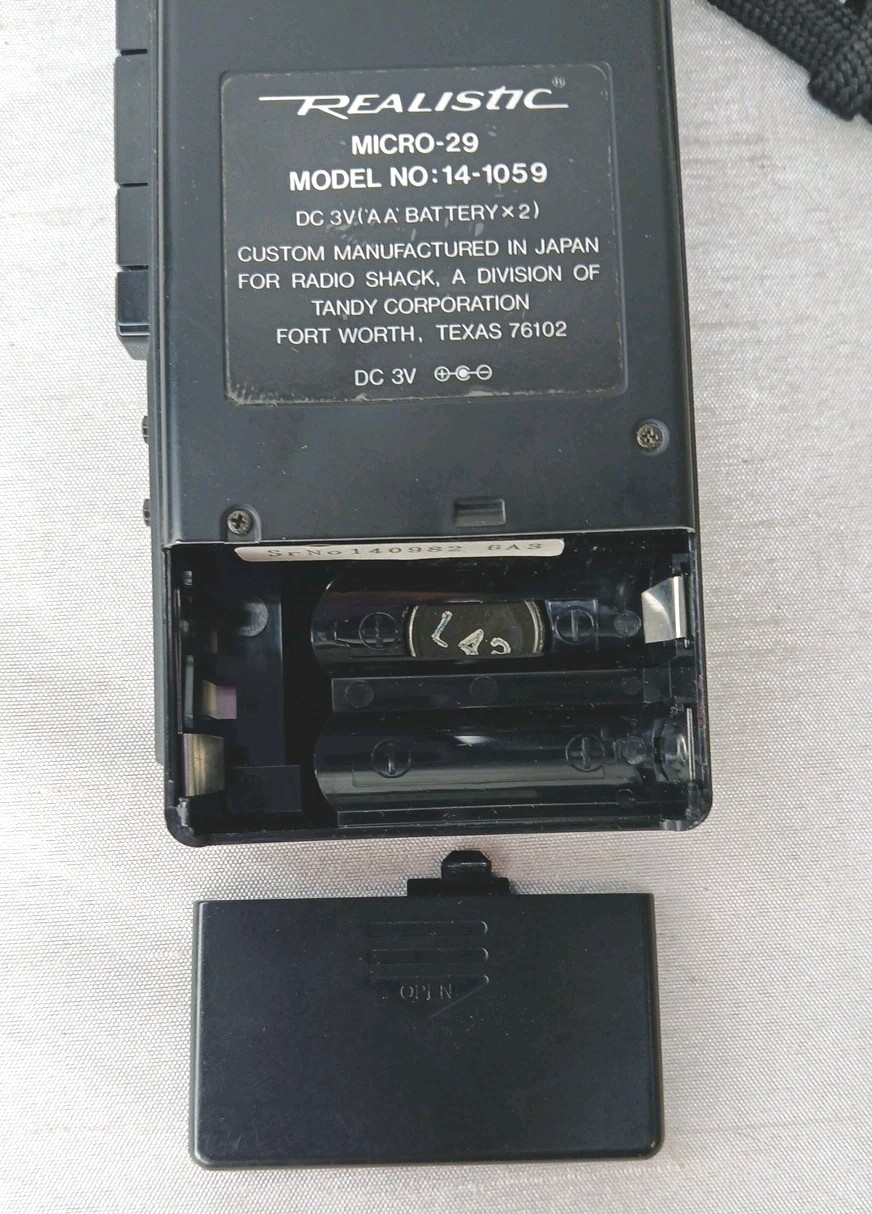 REALISTIC®
MICRO-29
MODEL NO:14-1059
DC 3V('AA' BATTERY×2)
CUSTOM MANUFACTURED IN JAPAN
FOR RADIO SHACK, A DIVISION OF
TANDY CORPORATION
FORT WORTH, TEXAS 76102
DC 3V
SrNo140982 6AS
OPEN